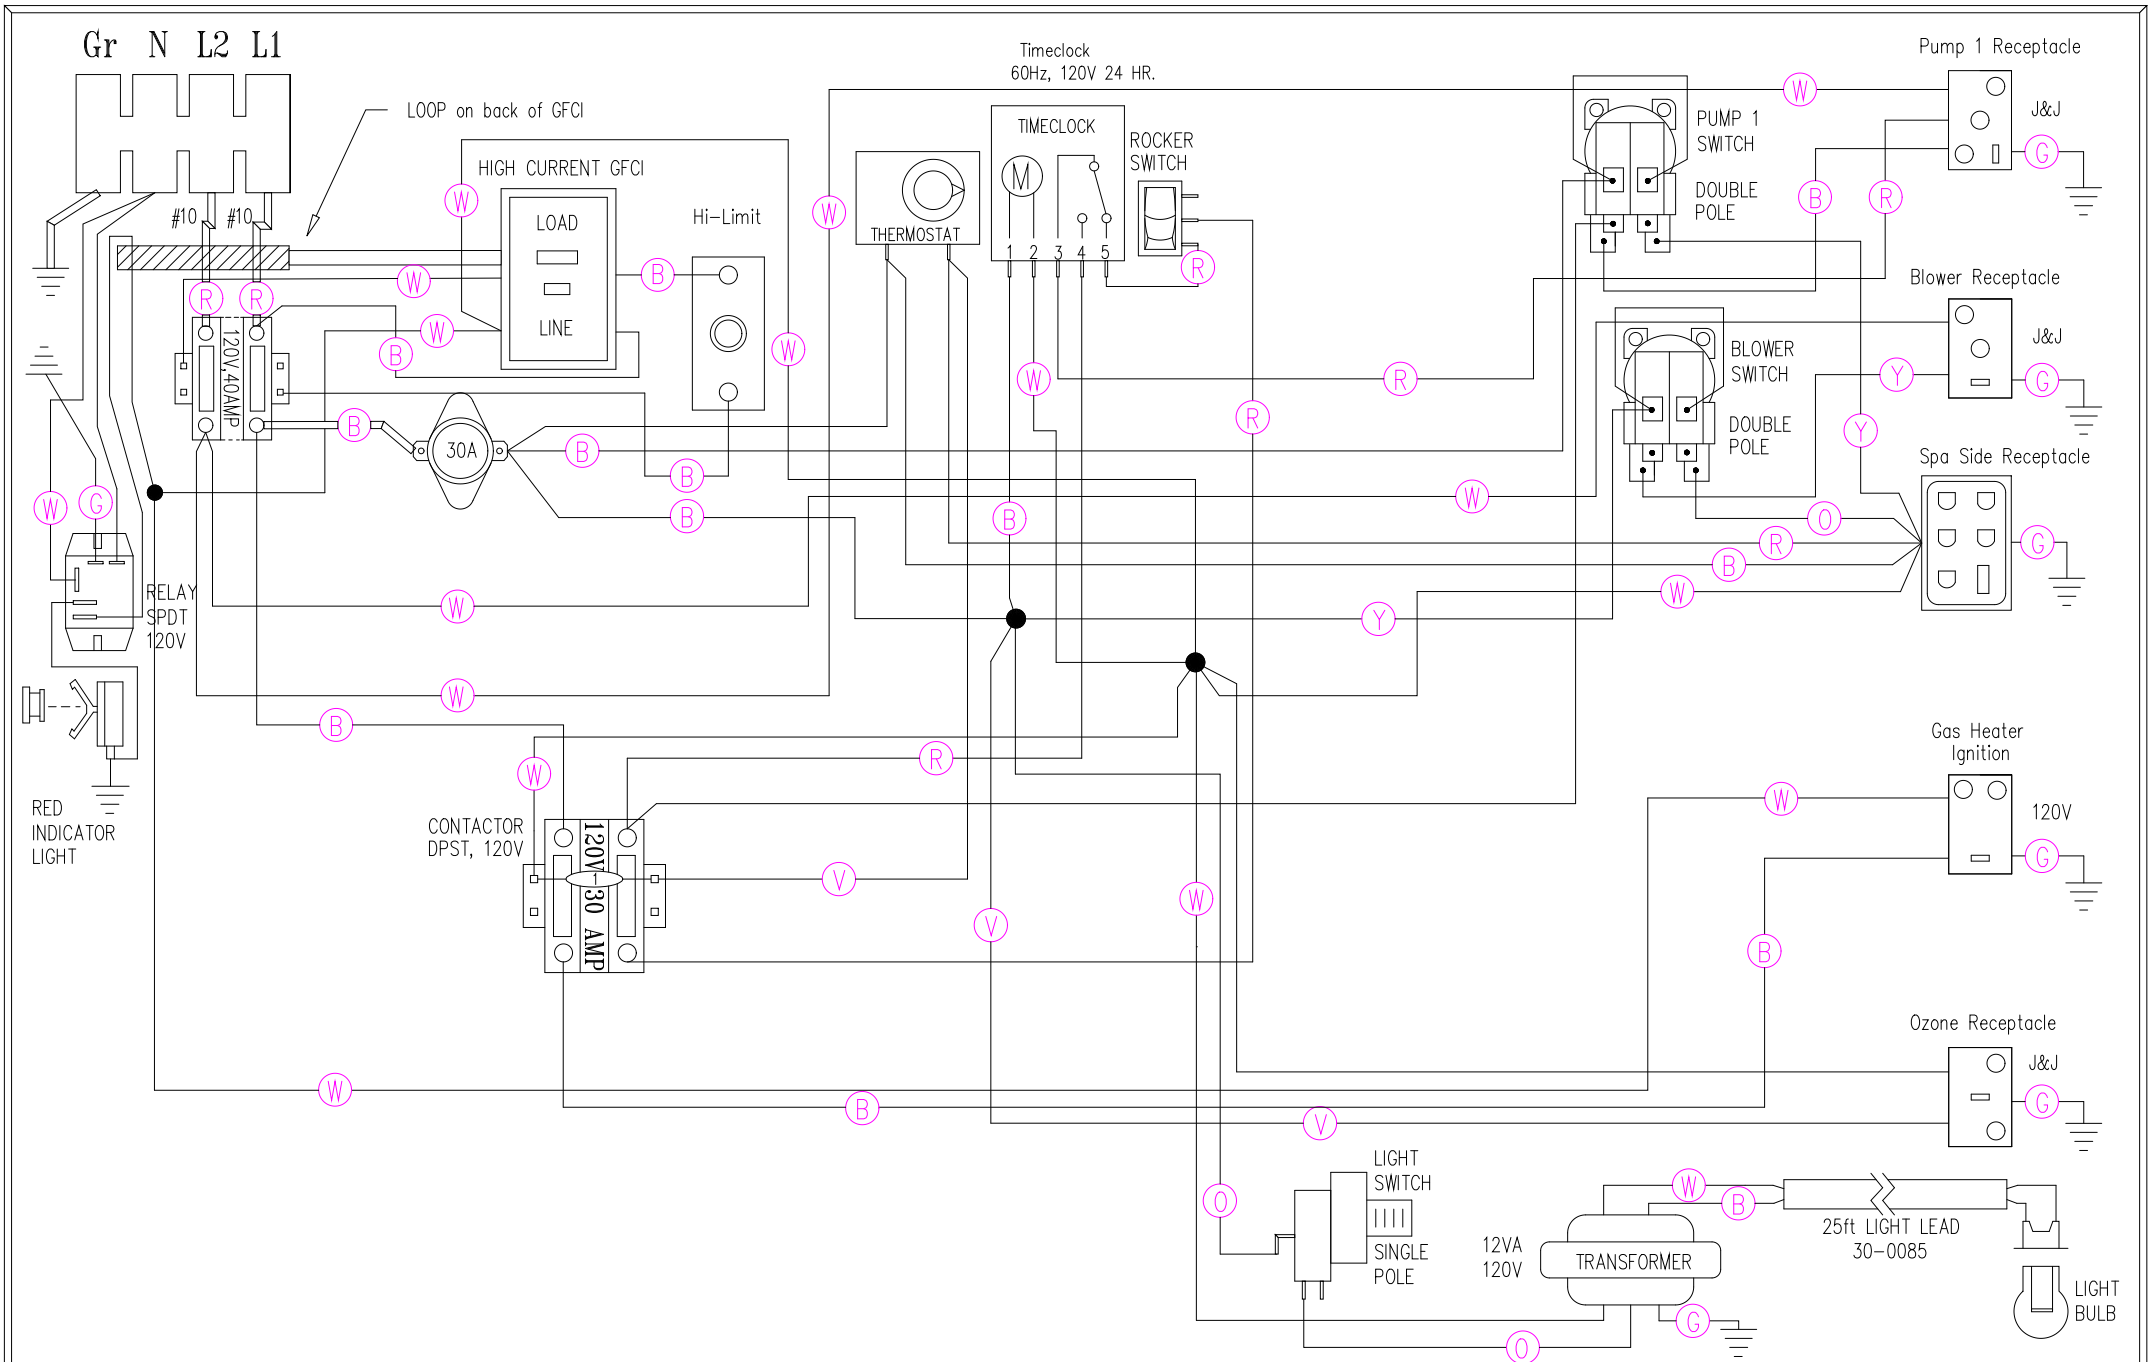 Gr N L2 L1
LOOP on back of GFCI
#10 #10
HIGH CURRENT GFCI
LOAD
LINE
Hi-Limit
Timeclock
60Hz, 120V 24 HR.
TIMECLOCK
M
1 2 3 4 5
THERMOSTAT
ROCKER
SWITCH
PUMP 1
SWITCH
DOUBLE
POLE
Pump 1 Receptacle
J&J
G
W
W
W
W
W
W
B
R
R
B
B
R
R
Blower Receptacle
J&J
G
BLOWER
SWITCH
DOUBLE
POLE
Y
Y
120V,40AMP
30A
B
B
B
B
W
R
R
Spa Side Receptacle
G
W
O
R
B
W
Y
W
G
B
RELAY
SPDT
120V
W
W
B
R
W
RED
INDICATOR
LIGHT
CONTACTOR
DPST, 120V
120V-30 AMP
1
V
V
W
Gas Heater
Ignition
120V
G
W
B
Ozone Receptacle
J&J
G
W
B
V
LIGHT
SWITCH
SINGLE
POLE
O
O
12VA
120V
TRANSFORMER
W
B
G
25ft LIGHT LEAD
30-0085
LIGHT
BULB